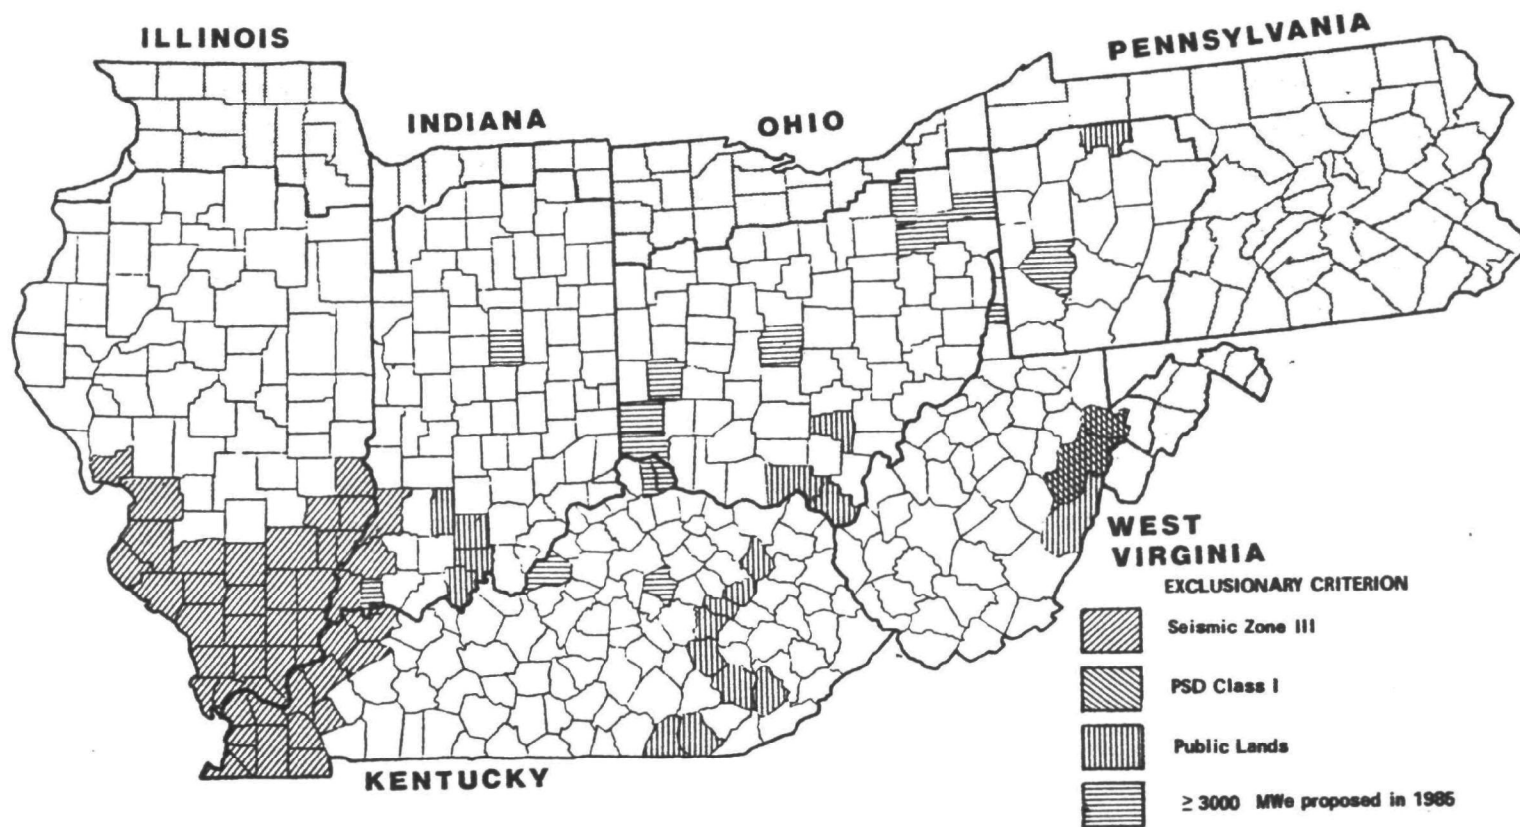 ILLINOIS
PENNSYLVANIA
INDIANA
OHIO
WEST
VIRGINIA
KENTUCKY
EXCLUSIONARY CRITERION
Seismic Zone III
PSD Class I
Public Lands
≥ 3000 MWe proposed in 1985